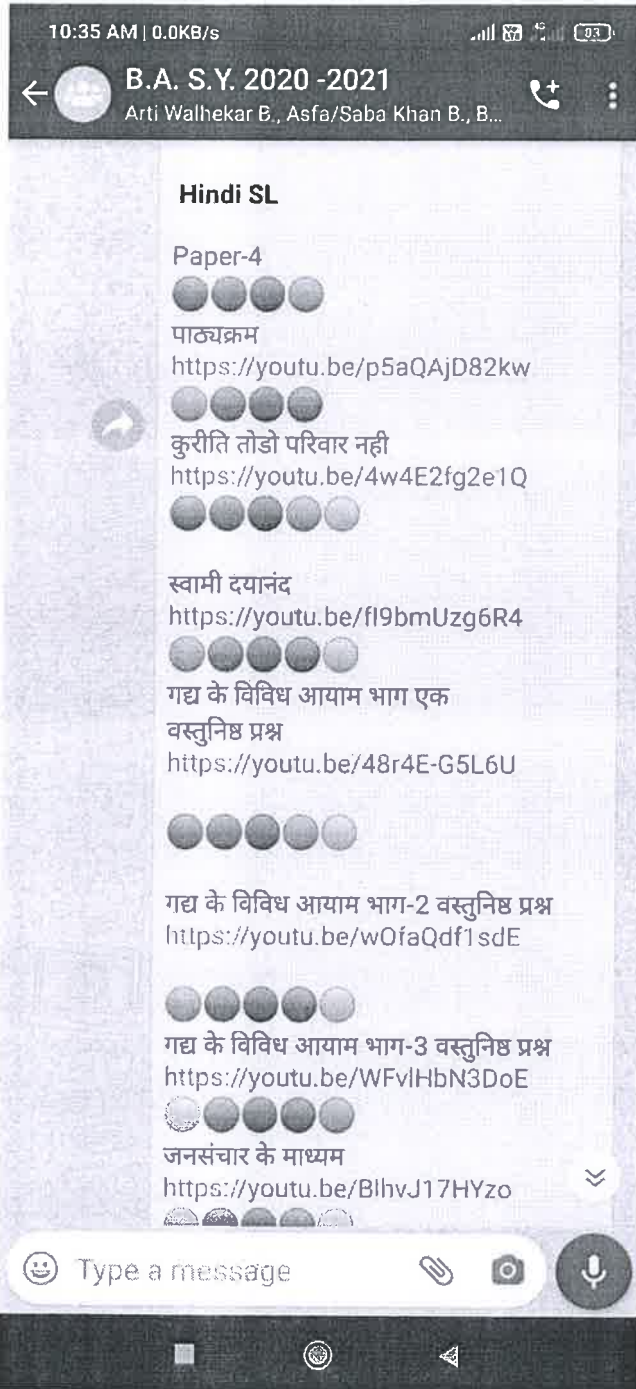 10:35 AM | 0.0KB/s
4G
83
B.A. S.Y. 2020 -2021
Arti Walhekar B., Asfa/Saba Khan B., B...
Hindi SL
Paper-4
पाठ्यक्रम
https://youtu.be/p5aQAjD82kw
कुरीति तोडो परिवार नही
https://youtu.be/4w4E2fg2e1Q
स्वामी दयानंद
https://youtu.be/fI9bmUzg6R4
गद्य के विविध आयाम भाग एक
वस्तुनिष्ठ प्रश्न
https://youtu.be/48r4E-G5L6U
गद्य के विविध आयाम भाग-2 वस्तुनिष्ठ प्रश्न
https://youtu.be/wOfaQdf1sdE
गद्य के विविध आयाम भाग-3 वस्तुनिष्ठ प्रश्न
https://youtu.be/WFvlHbN3DoE
जनसंचार के माध्यम
https://youtu.be/BlhvJ17HYzo
Type a message